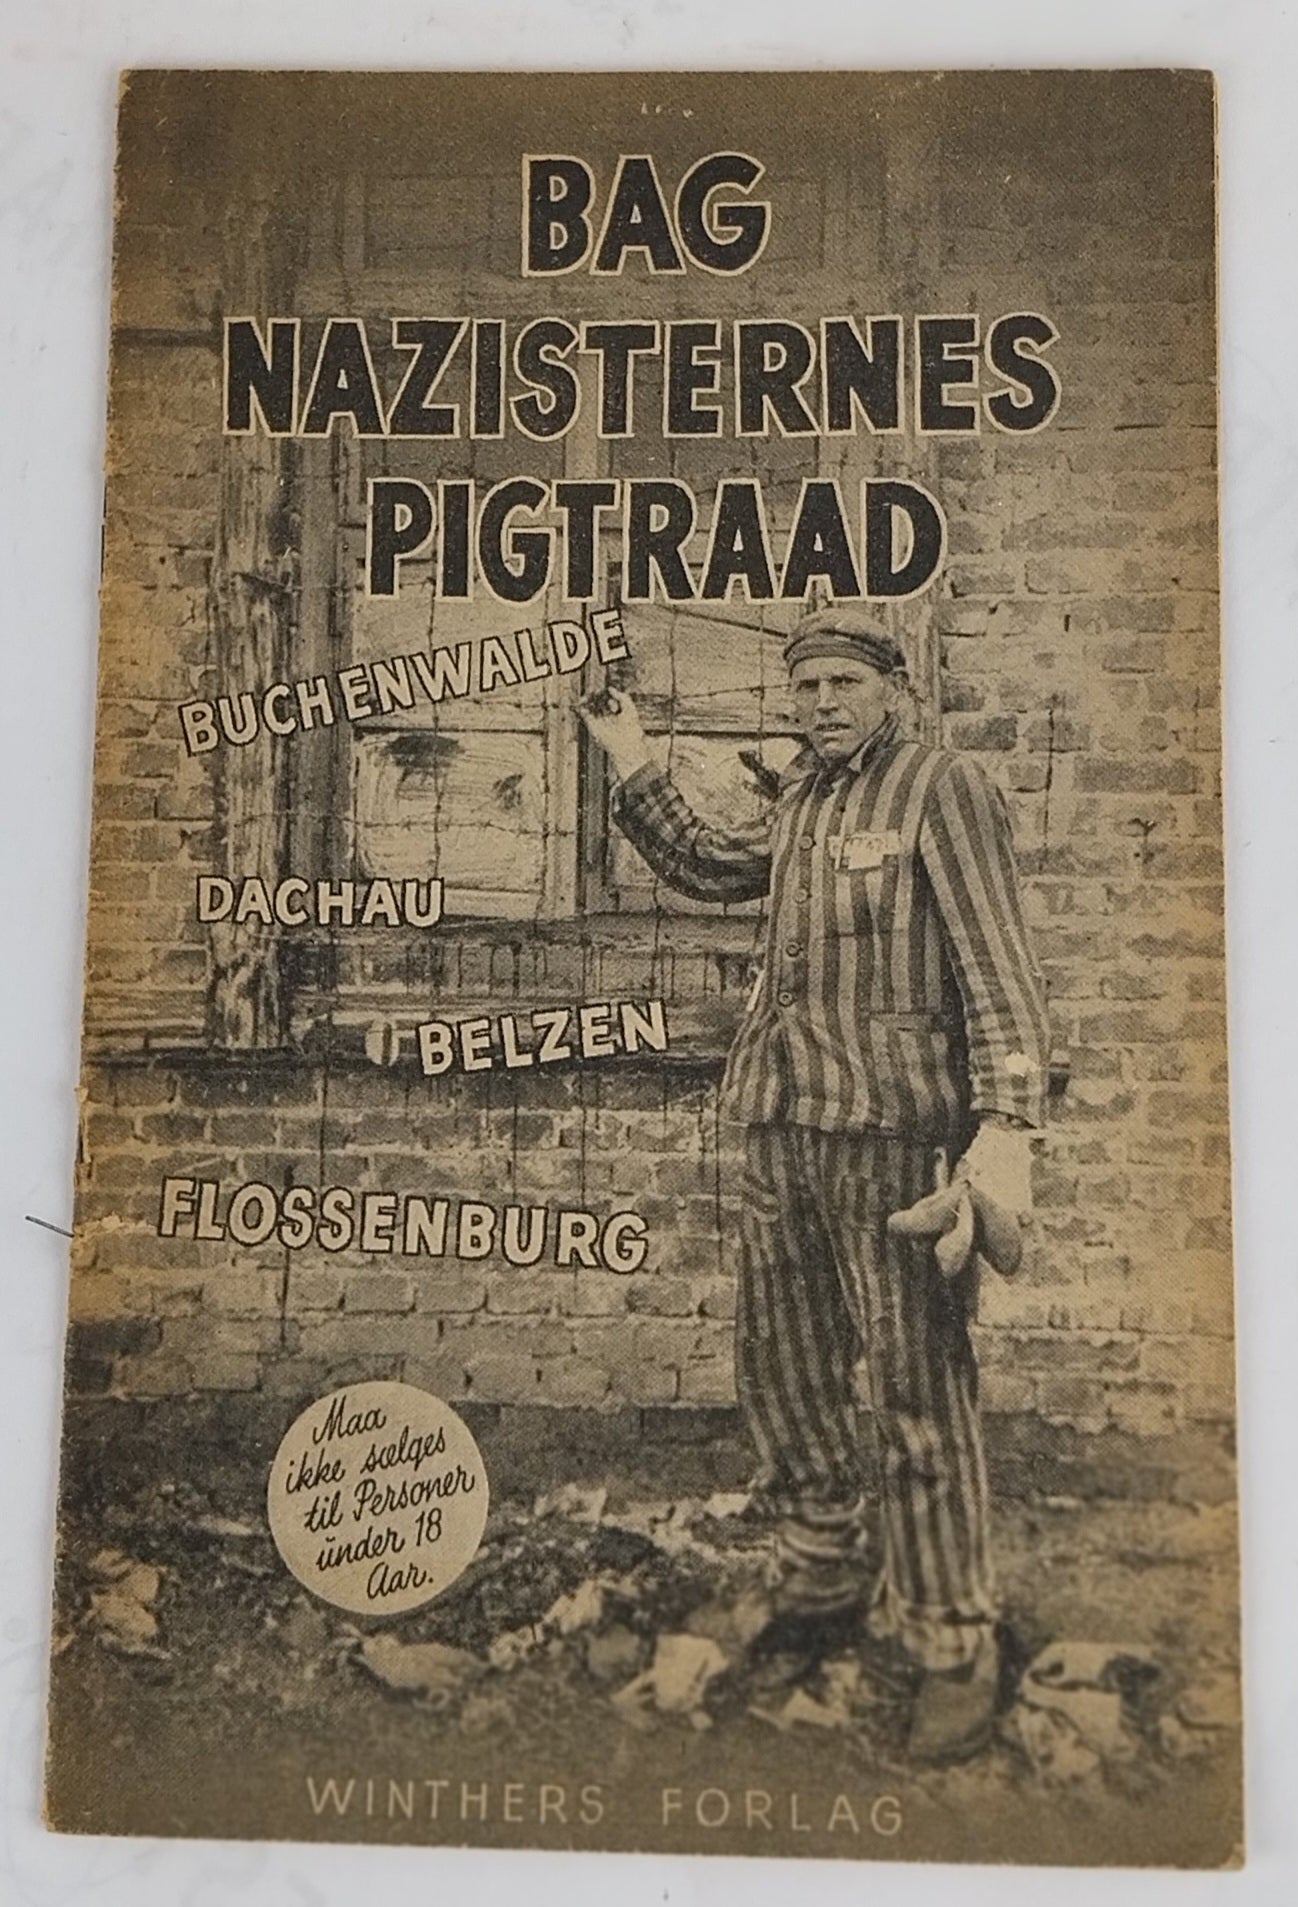 BAG
NAZISTERNES
PIGTRAAD
BUCHENWALDE
DACHAU
BELZEN
FLOSSENBURG
Maa
ikke sælges
til Personer
under 18
Aar.
WINTHERS FORLAG